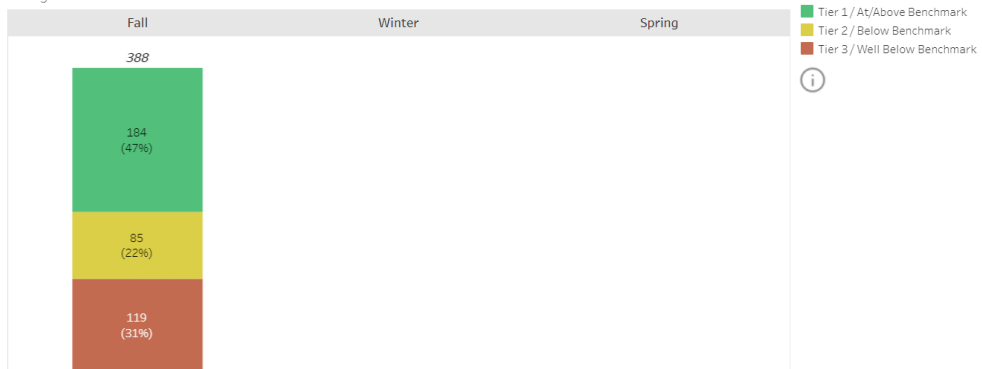 Fall Winter Spring
Tier 1 / At/Above Benchmark
Tier 2 / Below Benchmark
Tier 3 / Well Below Benchmark
388
184
(47%)
85
(22%)
119
(31%)